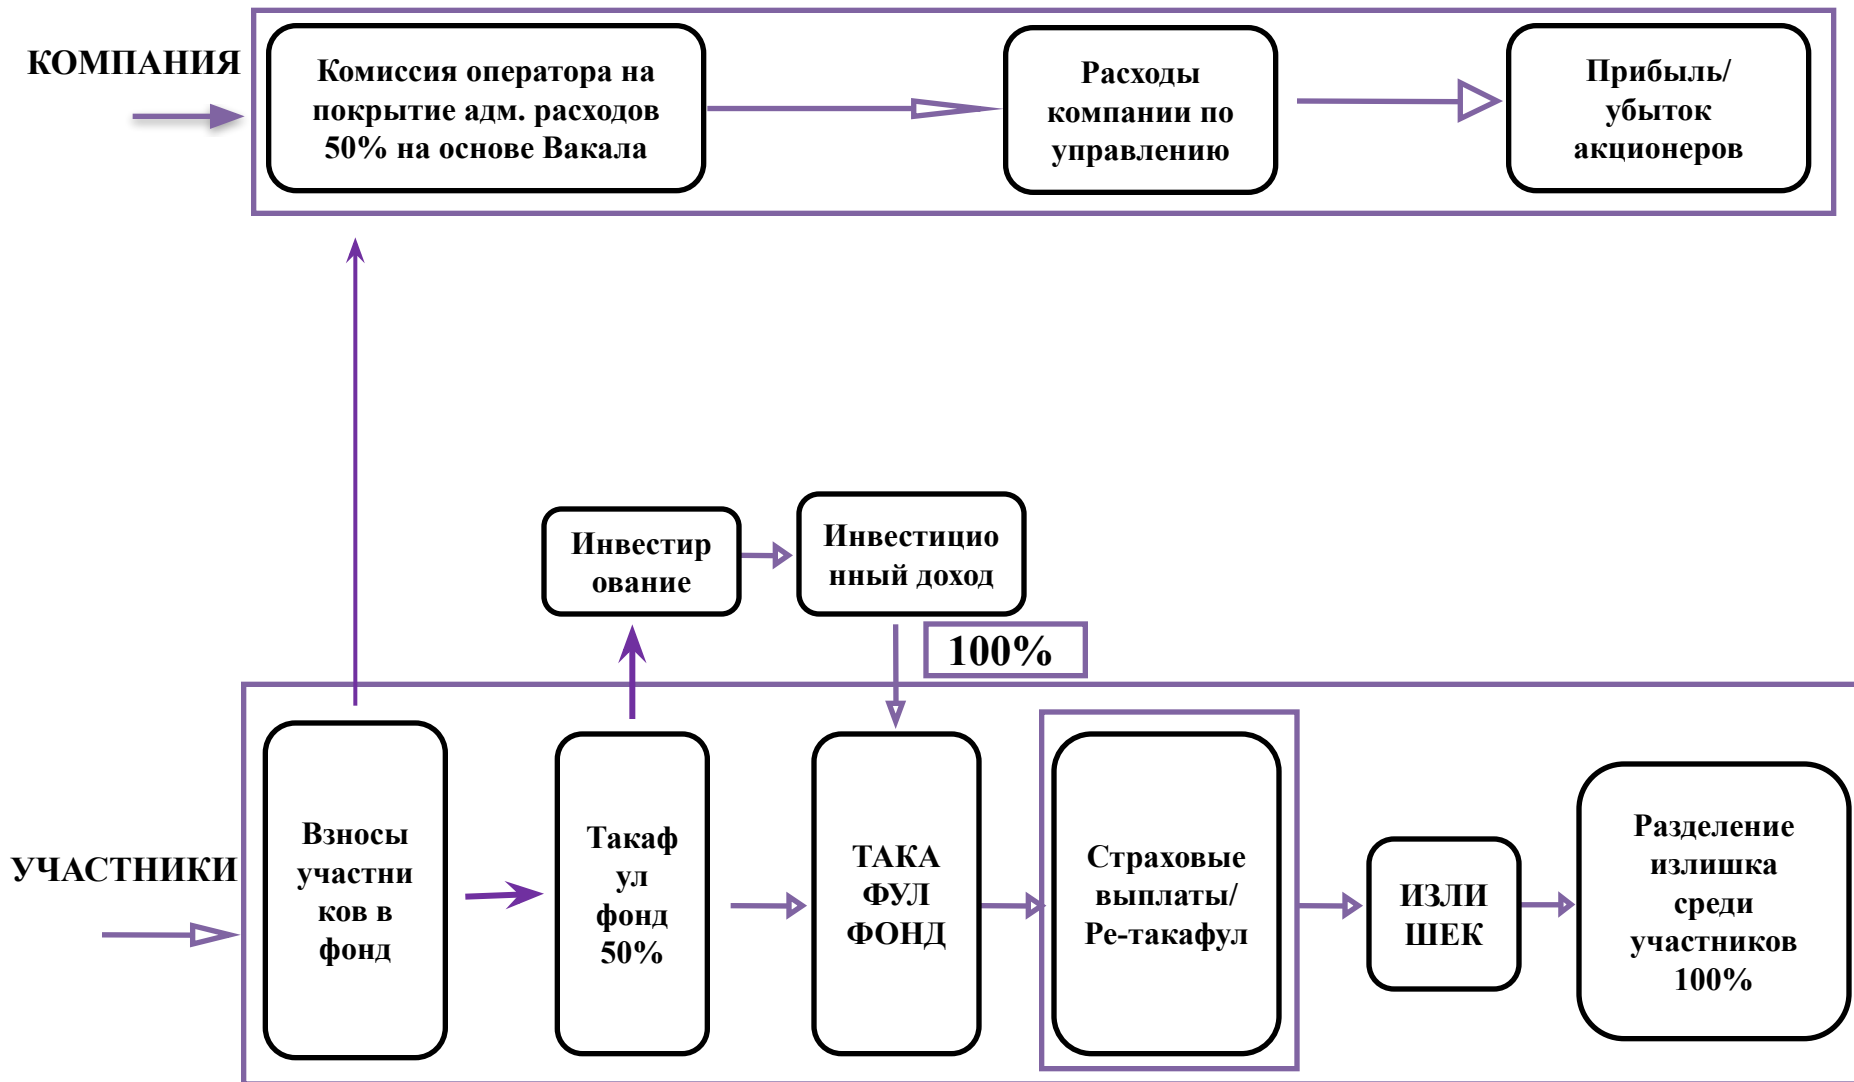 КОМПАНИЯ
Комиссия оператора на
покрытие адм. расходов
50% на основе Вакала
Расходы
компании по
управлению
Прибыль/
убыток
акционеров
Инвестир
ование
Инвестицио
нный доход
100%
УЧАСТНИКИ
Взносы
участни
ков в
фонд
Такаф
ул
фонд
50%
ТАКА
ФУЛ
ФОНД
Страховые
выплаты/
Ре-такафул
ИЗЛИ
ШЕК
Разделение
излишка
среди
участников
100%